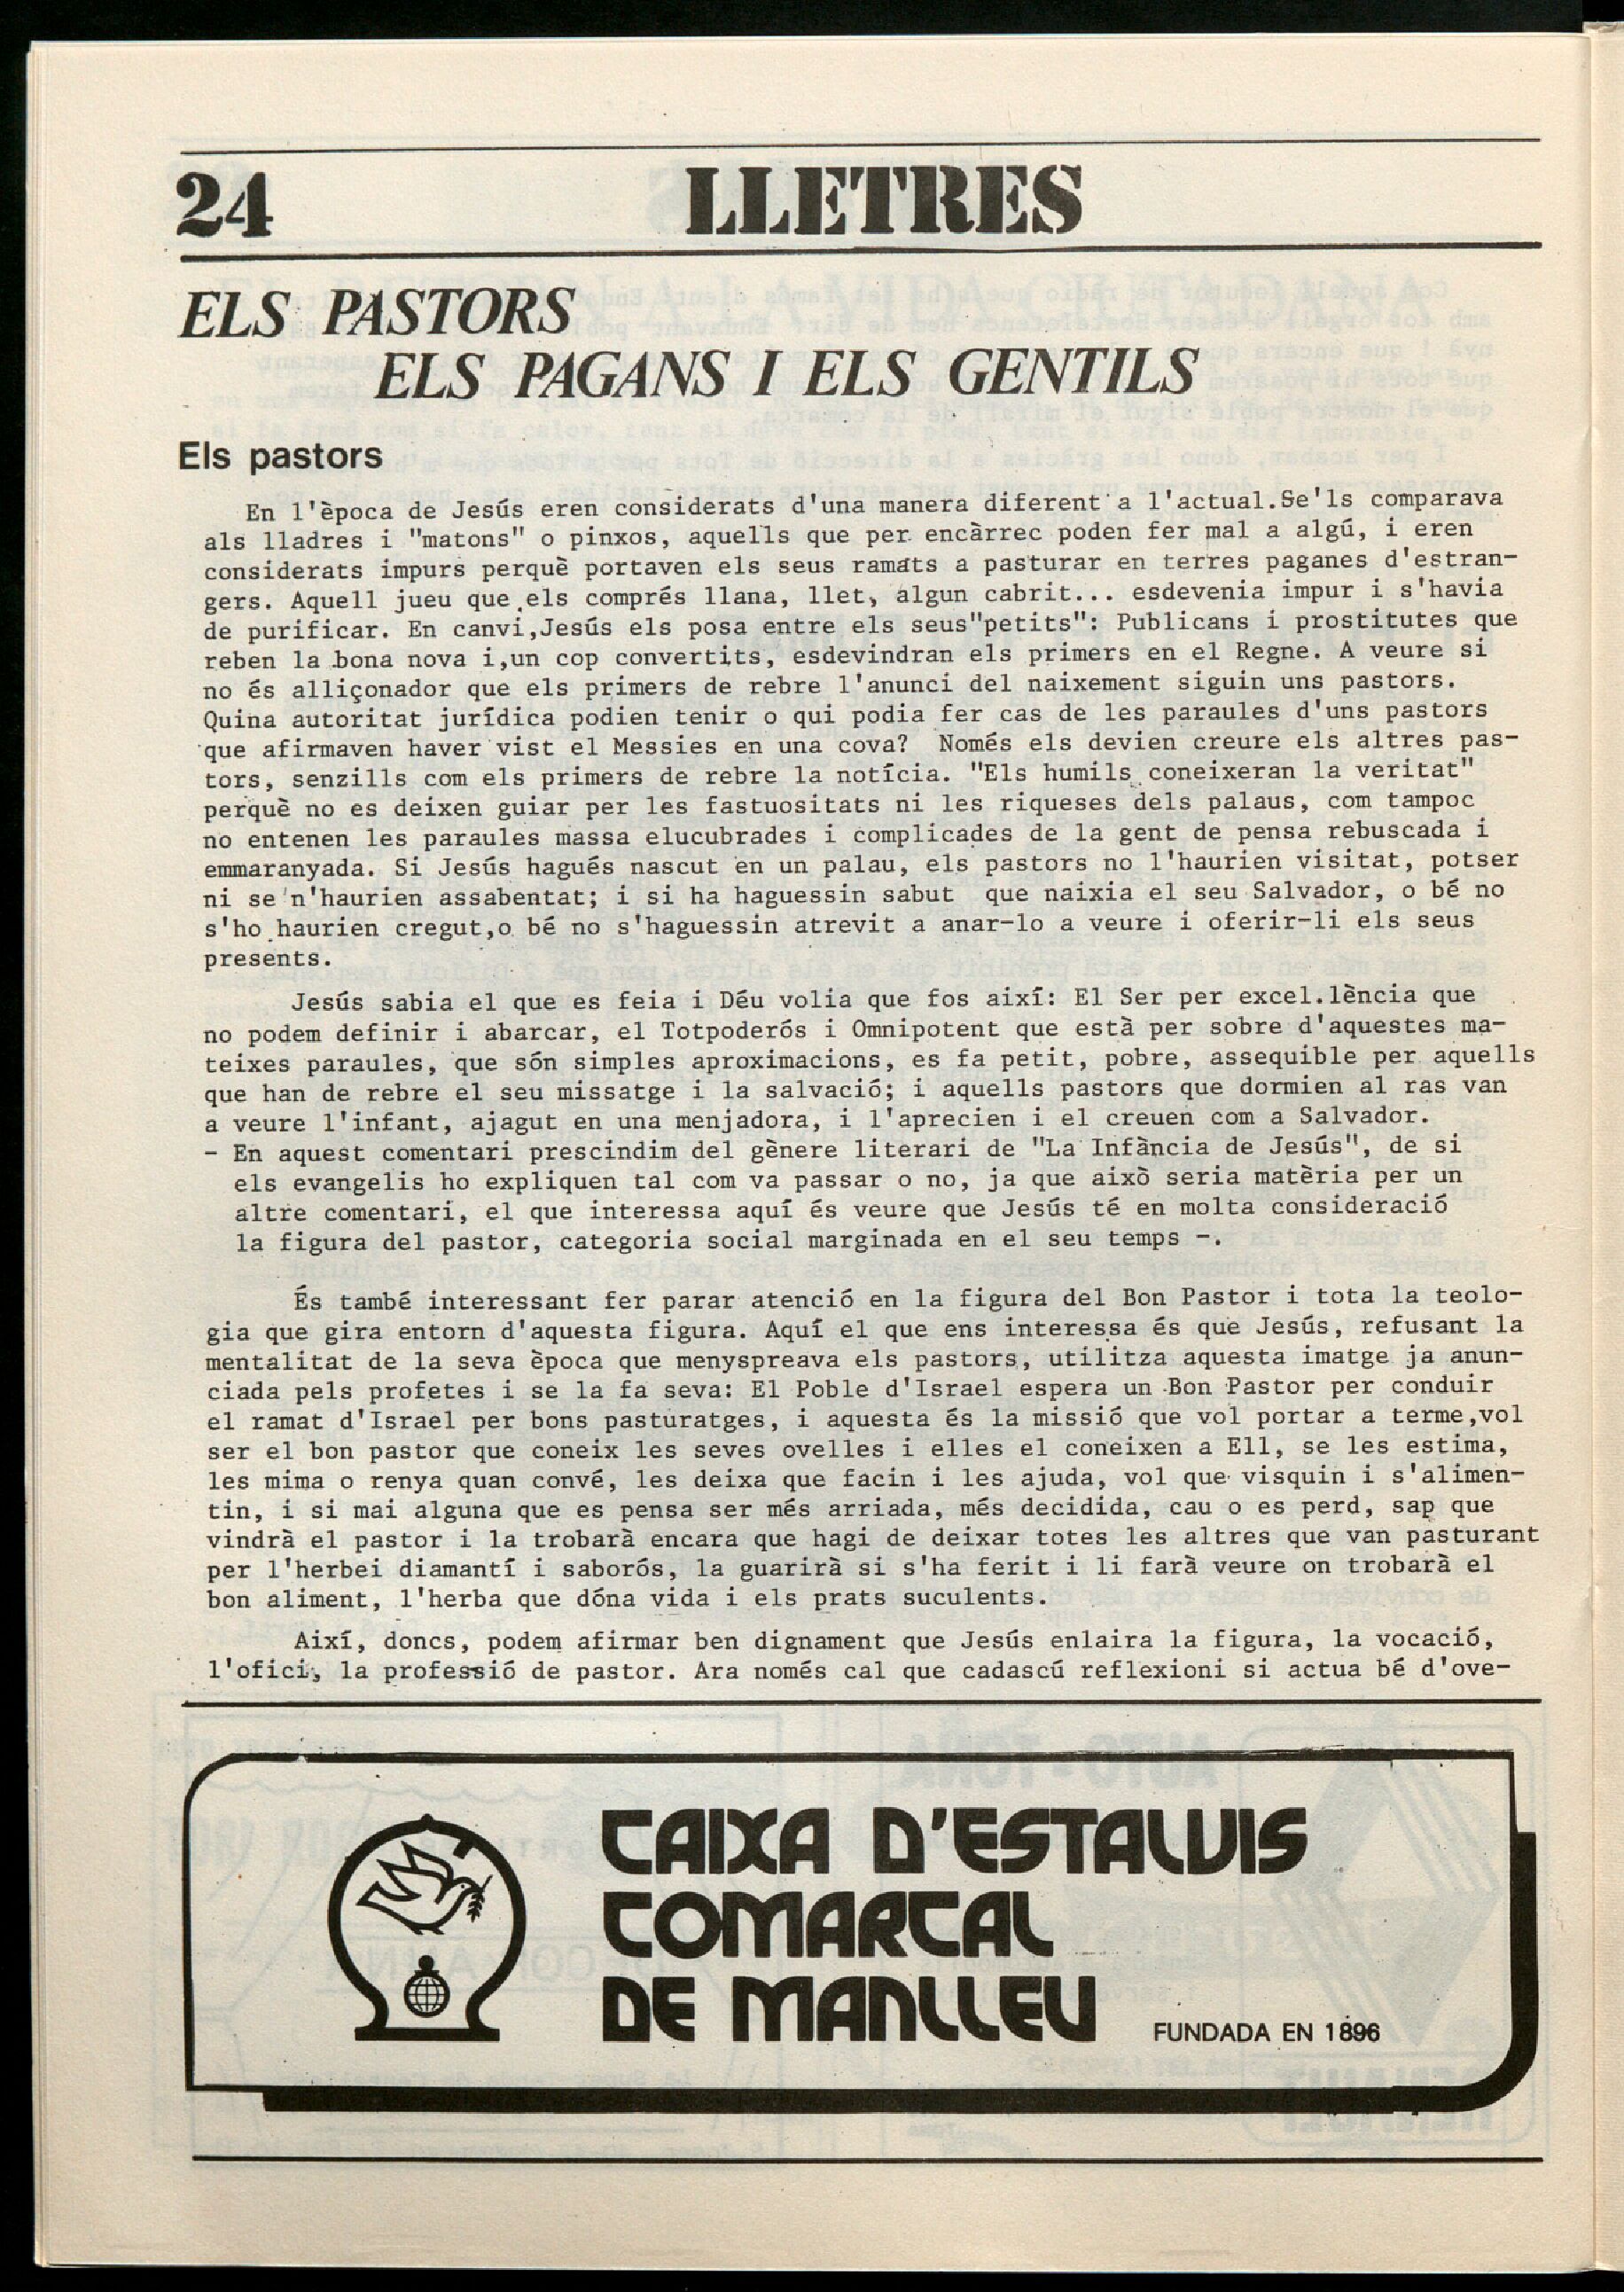 24
LLETRES
ELS PASTORS
ELS PAGANS I ELS GENTILS
Els pastors
En l'època de Jesús eren considerats d'una manera diferent a l'actual.Se'ls comparava
als lladres i "matons" o pinxos, aquells que per encàrrec poden fer mal a algú, i eren
considerats impurs perquè portaven els seus ramats a pasturar en terres paganes d'estran-
gers. Aquell jueu que els comprés llana, llet, algun cabrit... esdevenia impur i s'havia
de purificar. En canvi,Jesús els posa entre els seus"petits": Publicans i prostitutes que
reben la bona nova i,un cop convertits, esdevindran els primers en el Regne. A veure si
no és alliçonador que els primers de rebre l'anunci del naixement siguin uns pastors.
Quina autoritat jurídica podien tenir o qui podia fer cas de les paraules d'uns pastors
que afirmaven haver vist el Messies en una cova? Només els devien creure els altres pas-
tors, senzills com els primers de rebre la notícia. "Els humils coneixeran la veritat"
perquè no es deixen guiar per les fastuositats ni les riqueses dels palaus, com tampoc
no entenen les paraules massa elucubrades i complicades de la gent de pensa rebuscada i
emmaranyada. Si Jesús hagués nascut en un palau, els pastors no l'haurien visitat, potser
ni se'n'haurien assabentat; i si ha haguessin sabut que naixia el seu Salvador, o bé no
s'ho haurien cregut,o bé no s'haguessin atrevit a anar-lo a veure i oferir-li els seus
presents.
Jesús sabia el que es feia i Déu volia que fos així: El Ser per excel.lència que
no podem definir i abarcar, el Totpoderós i Omnipotent que està per sobre d'aquestes ma-
teixes paraules, que són simples aproximacions, es fa petit, pobre, assequible per aquells
que han de rebre el seu missatge i la salvació; i aquells pastors que dormien al ras van
a veure l'infant, ajagut en una menjadora, i l'aprecien i el creuen com a Salvador.
- En aquest comentari prescindim del gènere literari de "La Infància de Jesús", de si
els evangelis ho expliquen tal com va passar o no, ja que això seria matèria per un
altre comentari, el que interessa aquí és veure que Jesús té en molta consideració
la figura del pastor, categoria social marginada en el seu temps -.
És també interessant fer parar atenció en la figura del Bon Pastor i tota la teolo-
gia que gira entorn d'aquesta figura. Aquí el que ens interessa és que Jesús, refusant la
mentalitat de la seva època que menyspreava els pastors, utilitza aquesta imatge ja anun-
ciada pels profetes i se la fa seva: El Poble d'Israel espera un Bon Pastor per conduir
el ramat d'Israel per bons pasturatges, i aquesta és la missió que vol portar a terme,vol
ser el bon pastor que coneix les seves ovelles i elles el coneixen a Ell, se les estima,
les mima o renya quan convé, les deixa que facin i les ajuda, vol que visquin i s'alimen-
tin, i si mai alguna que es pensa ser més arriada, més decidida, cau o es perd, sap que
vindrà el pastor i la trobarà encara que hagi de deixar totes les altres que van pasturant
per l'herbei diamantí i saborós, la guarirà si s'ha ferit i li farà veure on trobarà el
bon aliment, l'herba que dóna vida i els prats suculents.
Així, doncs, podem afirmar ben dignament que Jesús enlaira la figura, la vocació,
l'ofici, la professió de pastor. Ara només cal que cadascú reflexioni si actua bé d'ove-
CAIXA D'ESTALVIS
COMARCAL
DE MANLLEU
FUNDADA EN 1896